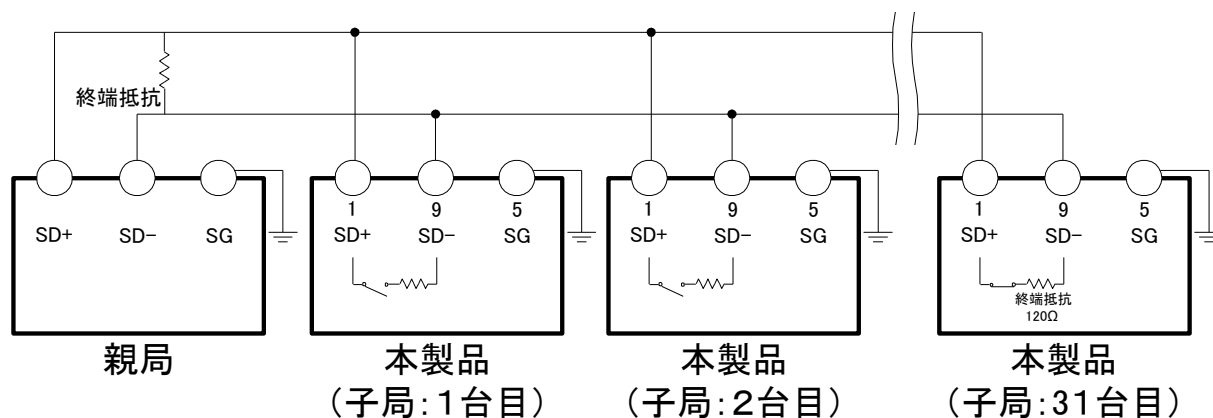 終端抵抗
SD+ SD− SG
親局
1 9 5
SD+ SD− SG
本製品
(子局:1台目)
1 9 5
SD+ SD− SG
本製品
(子局:2台目)
1 9 5
SD+ SD− SG
終端抵抗
120Ω
本製品
(子局:31台目)